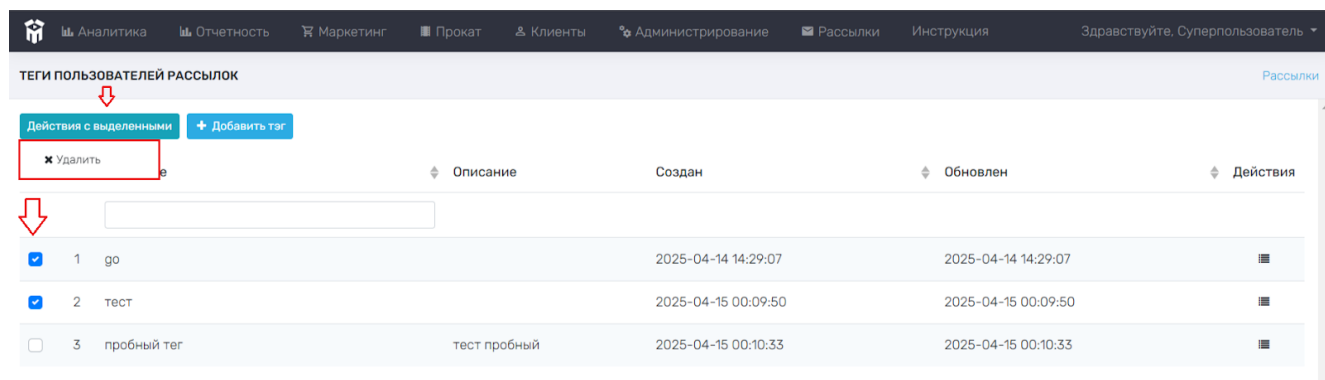 Аналитика Отчетность Маркетинг Прокат Клиенты Администрирование Рассылки Инструкция Здравствуйте, Суперпользователь
ТЕГИ ПОЛЬЗОВАТЕЛЕЙ РАССЫЛОК Рассылки
Действия с выделенными + Добавить тэг
Удалить
е Описание Создан Обновлен Действия
1 go 2025-04-14 14:29:07 2025-04-14 14:29:07
2 тест 2025-04-15 00:09:50 2025-04-15 00:09:50
3 пробный тег тест пробный 2025-04-15 00:10:33 2025-04-15 00:10:33